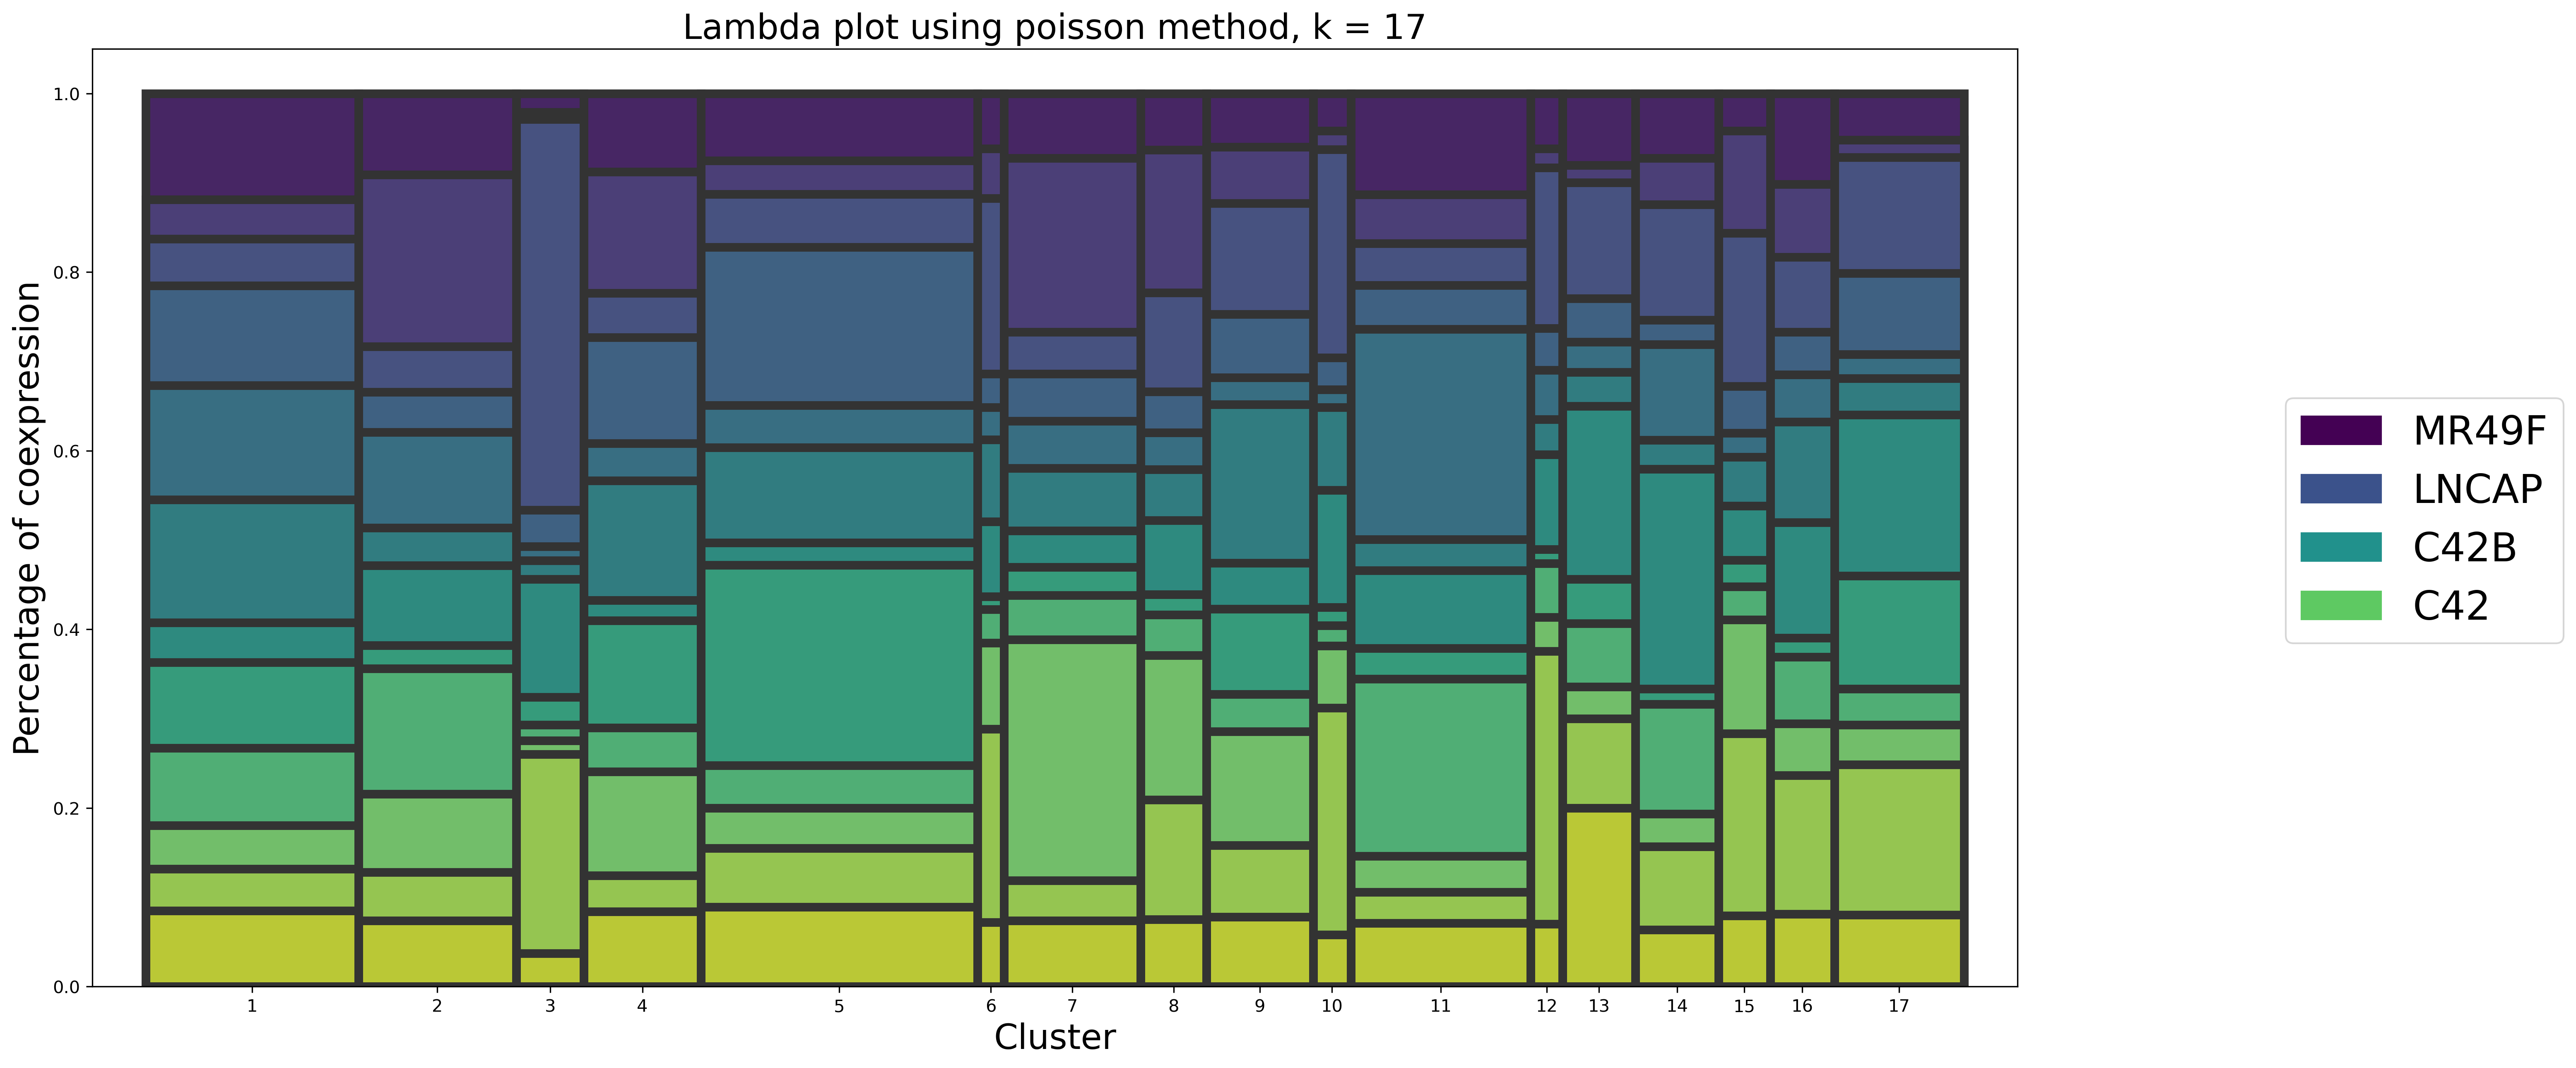 Lambda plot using poisson method, k = 17
Percentage of coexpression
1.0
0.8
0.6
0.4
0.2
0.0
1 2 3 4 5 6 7 8 9 10 11 12 13 14 15 16 17
Cluster
MR49F
LNCAP
C42B
C42